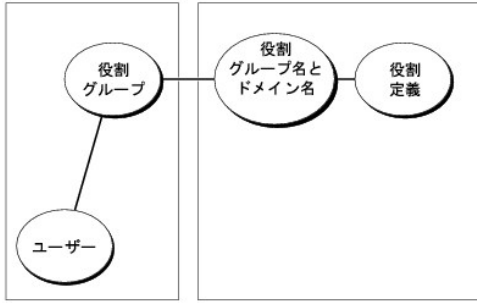 役割
グループ
役割
グループ名と
ドメイン名
役割
定義
ユーザー